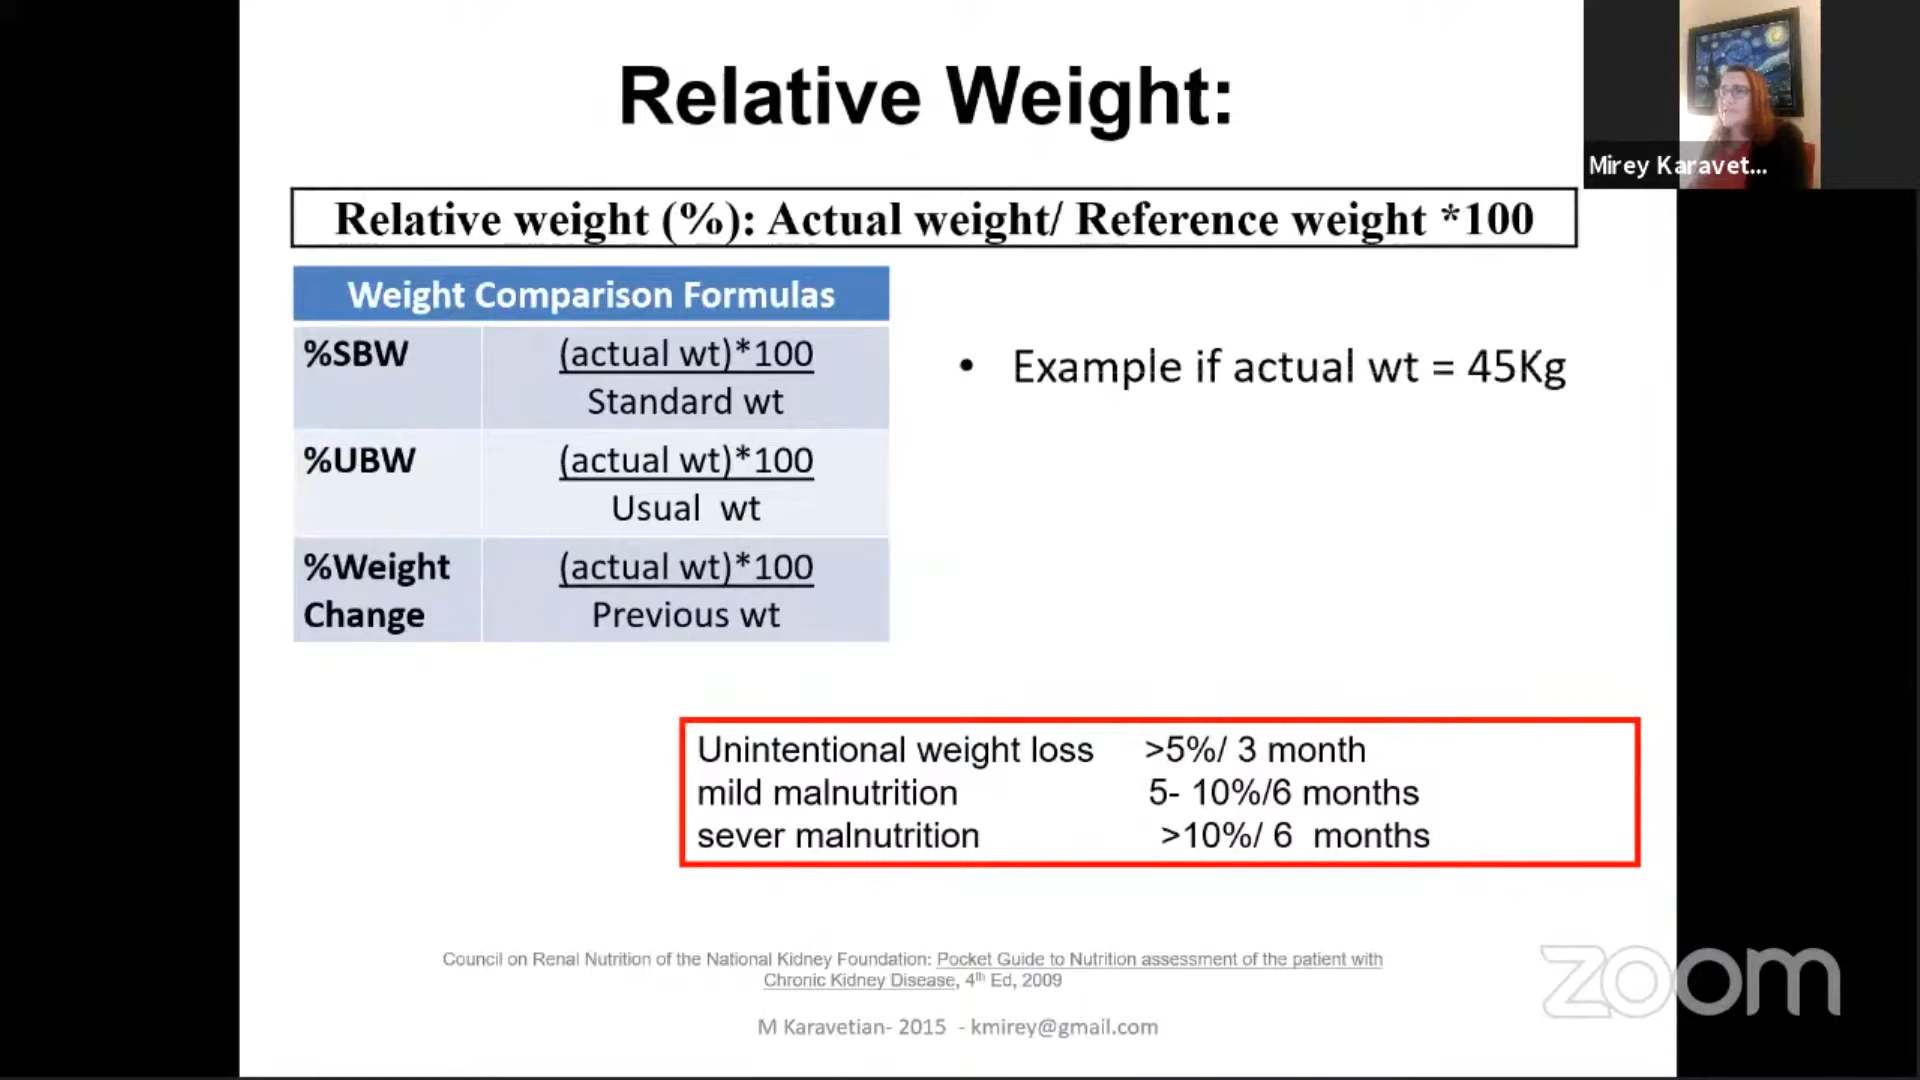 Relative Weight:
Mirey Karavet...
Relative weight (%): Actual weight/ Reference weight *100
Weight Comparison Formulas
%SBW (actual wt)*100
Standard wt
%UBW (actual wt)*100
Usual wt
%Weight (actual wt)*100
Change Previous wt
• Example if actual wt = 45Kg
Unintentional weight loss >5%/ 3 month
mild malnutrition 5- 10%/6 months
sever malnutrition >10%/ 6 months
Council on Renal Nutrition of the National Kidney Foundation: Pocket Guide to Nutrition assessment of the patient with
Chronic Kidney Disease, 4th Ed, 2009
M Karavetian- 2015 - kmirey@gmail.com
zoom